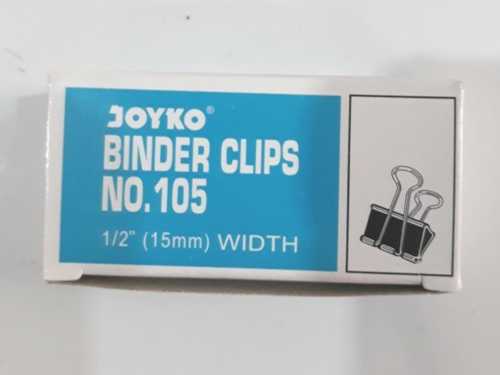 JOYKO®
BINDER CLIPS
NO.105
1/2" (15mm) WIDTH